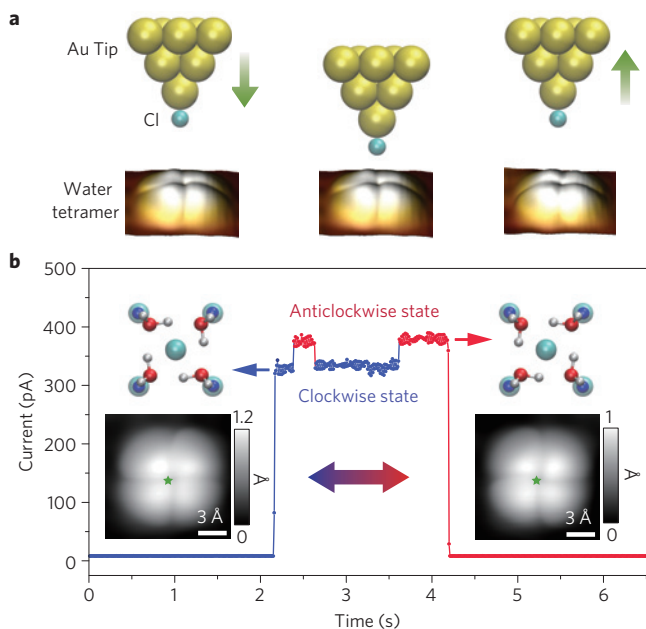 a
Au Tip
Cl
Water
tetramer
b
500
400
300
200
100
0
Current (pA)
Anticlockwise state
Clockwise state
1.2
0
Å
3 Å
1
0
Å
3 Å
0
1
2
3
4
5
6
Time (s)